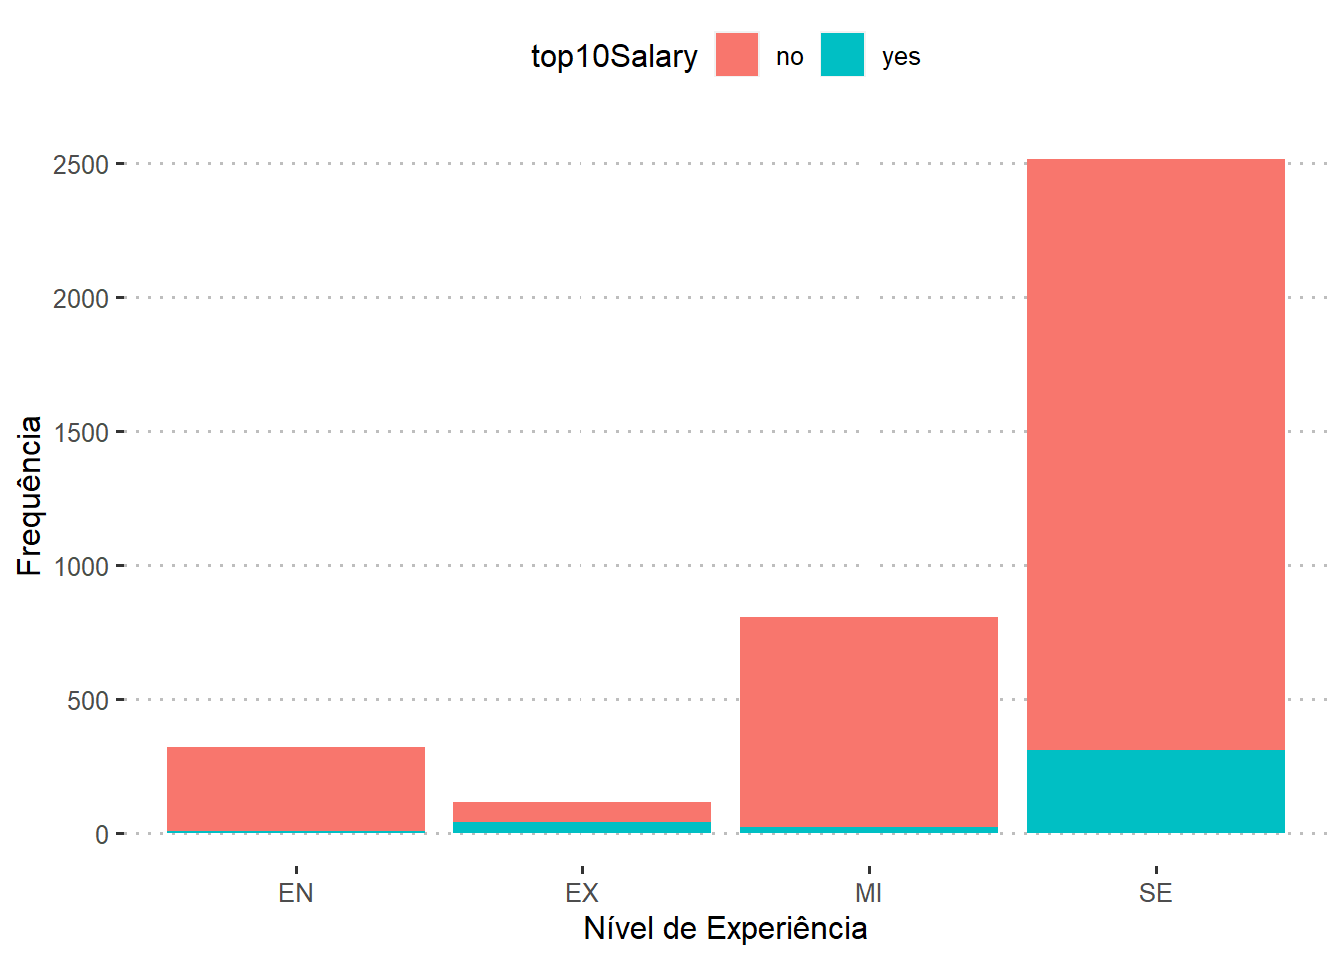 top10Salary no yes
2500
2000
1500
1000
500
0
Frequência
EN EX MI SE
Nível de Experiência